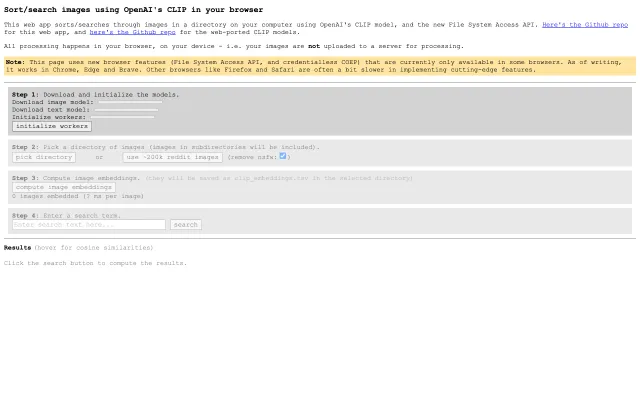 Sort/search images using OpenAI's CLIP in your browser
This web app sorts/searches through images in a directory on your computer using OpenAI's CLIP model, and the new File System Access API. Here's the Github repo
for this web app, and here's the Github repo for the web-ported CLIP models.
All processing happens in your browser, on your device - i.e. your images are not uploaded to a server for processing.
Note: This page uses new browser features (File System Access API, and credentialless COEP) that are currently only available in some browsers. As of writing,
it works in Chrome, Edge and Brave. Other browsers like Firefox and Safari are often a bit slower in implementing cutting-edge features.
Step 1: Download and initialize the models.
Download image model:
Download text model:
Initialize workers:
initialize workers
Step 2: Pick a directory of images (images in subdirectories will be included).
pick directory or use ~200k reddit images (remove nsfw: )
Step 3: Compute image embeddings. (they will be saved as clip_embeddings.tsv in the selected directory)
compute image embeddings
0 images embedded (? ms per image)
Step 4: Enter a search term.
enter search text here... search
Results (hover for cosine similarities)
Click the search button to compute the results.